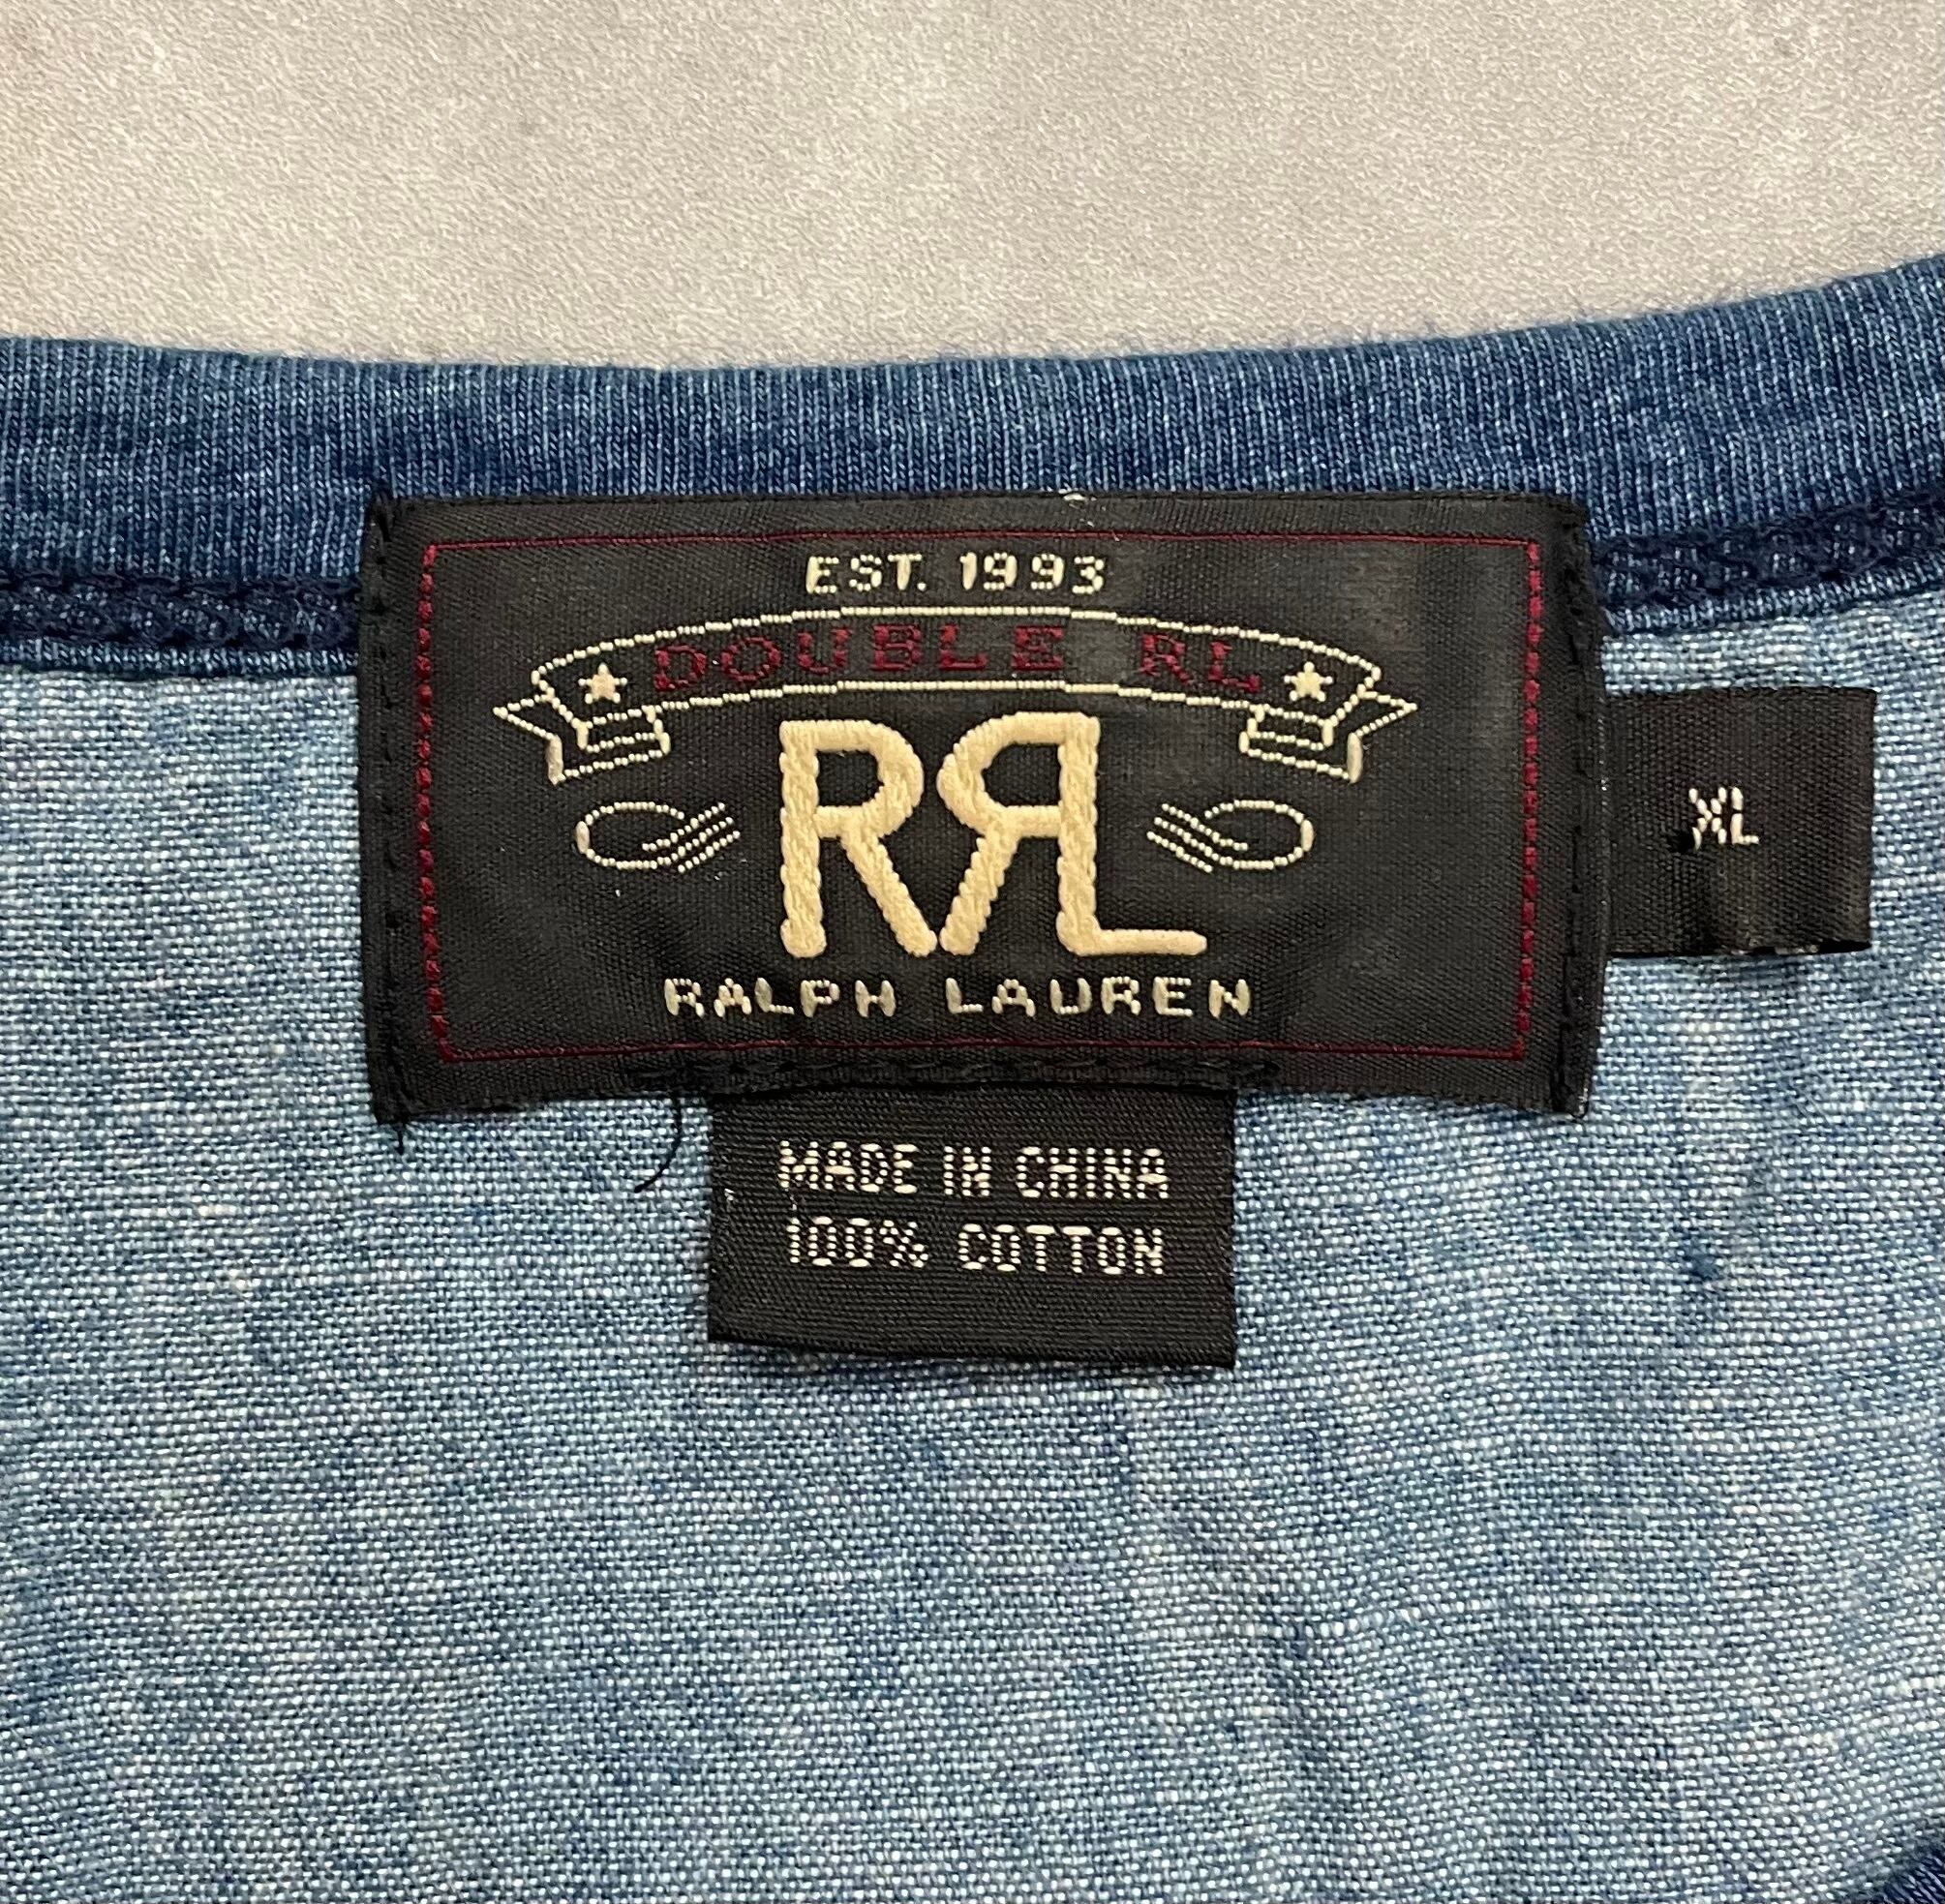 EST. 1993
DOUBLE RL
RRL
RALPH LAUREN
XL
MADE IN CHINA
100% COTTON